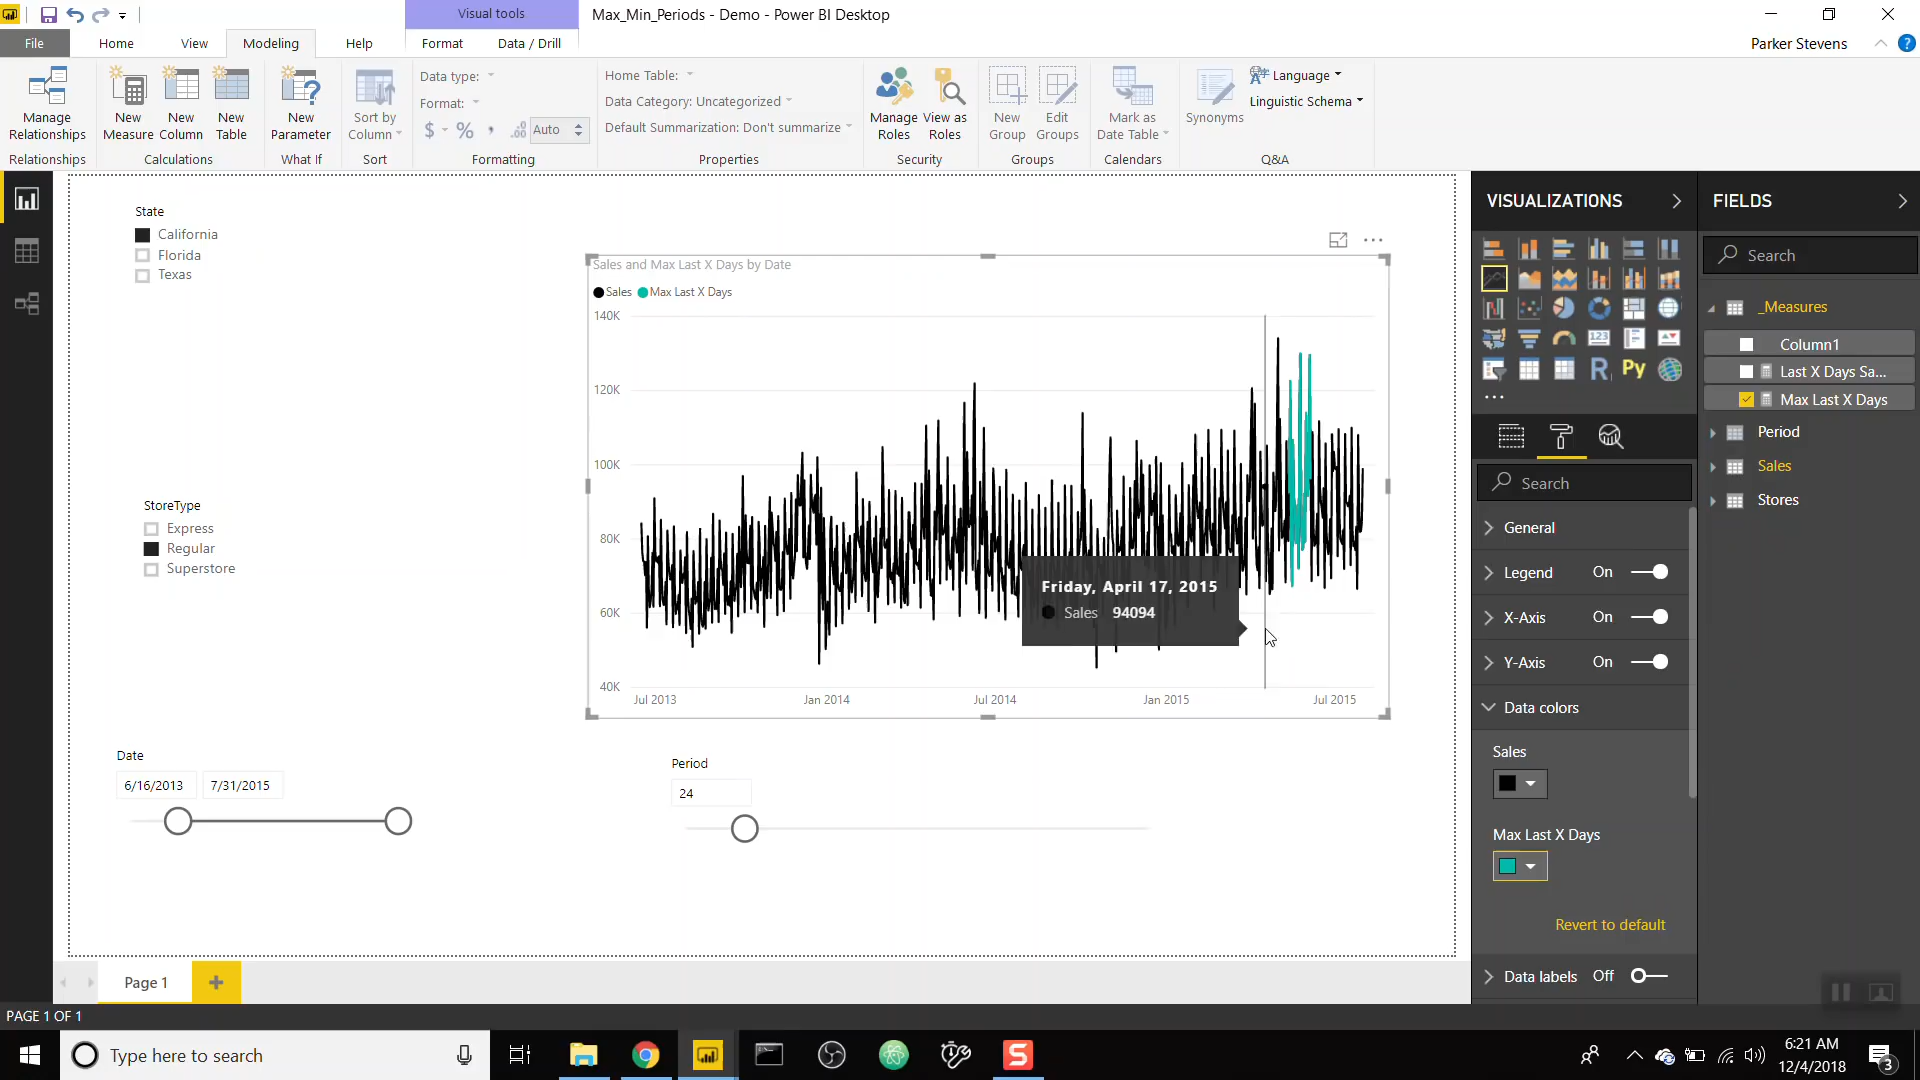 Visual tools
Max_Min_Periods - Demo - Power BI Desktop
File
Home
View
Modeling
Help
Format
Data / Drill
Parker Stevens
?
Manage
Relationships
New
Measure
New
Column
New
Table
New
Parameter
Sort by
Column
Data type:
Format:
$ % , .00 Auto
Home Table:
Data Category: Uncategorized
Default Summarization: Don't summarize
Manage
Roles
View as
Roles
New
Group
Edit
Groups
Mark as
Date Table
Synonyms
Language
Linguistic Schema
Relationships
Calculations
What If
Sort
Formatting
Properties
Security
Groups
Calendars
Q&A
State
California
Florida
Texas
StoreType
Express
Regular
Superstore
Sales and Max Last X Days by Date
Sales Max Last X Days
140K
120K
100K
80K
60K
40K
Jul 2013
Jan 2014
Jul 2014
Jan 2015
Jul 2015
Friday, April 17, 2015
Sales 94094
Date
6/16/2013
7/31/2015
Period
24
VISUALIZATIONS
123
R
Py
Search
General
Legend On
X-Axis On
Y-Axis On
Data colors
Sales
Max Last X Days
Revert to default
Data labels Off
FIELDS
Search
_Measures
Column1
Last X Days Sa...
Max Last X Days
Period
Sales
Stores
Page 1
PAGE 1 OF 1
Type here to search
S
6:21 AM
12/4/2018
3